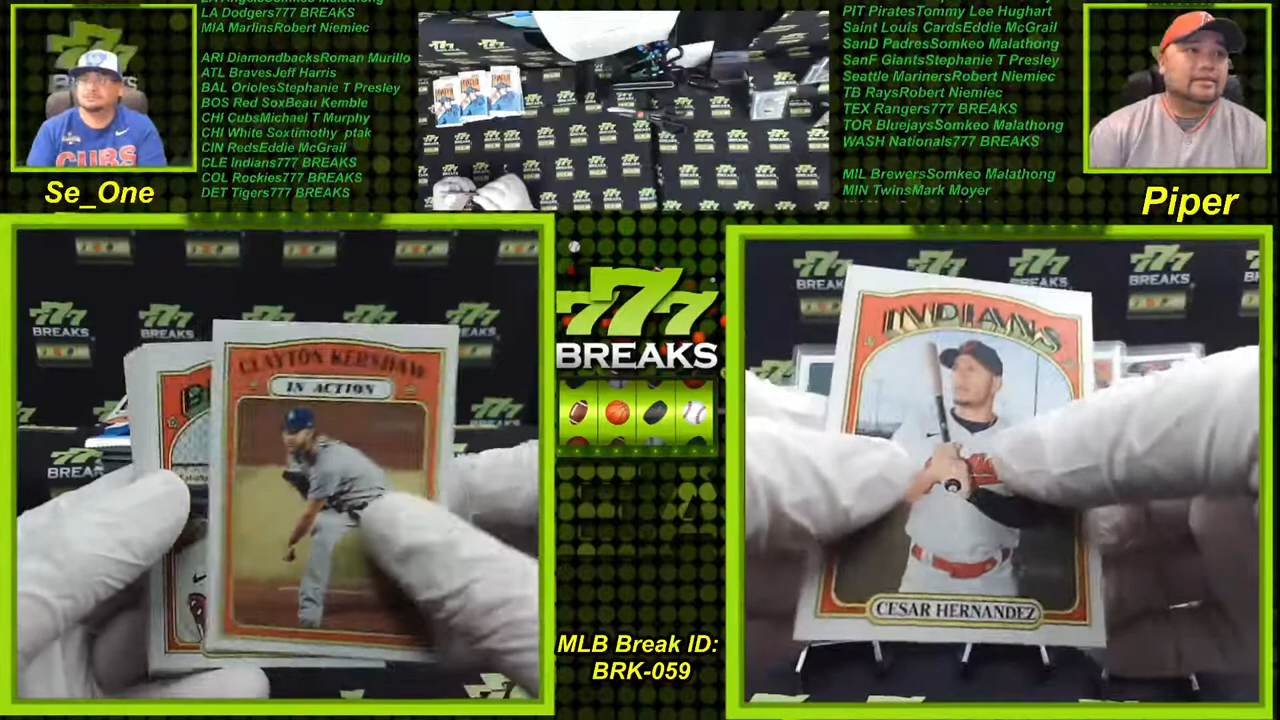 LA Dodgers777 BREAKS
MIA MarlinsRobert Niemiec
ARI DiamondbacksRoman Murillo
ATL BravesJeff Harris
BAL OriolesStephanie T Presley
BOS Red SoxBeau Kemble
CHI CubsMichael T Murphy
CHI White Soxtimothy ptak
CIN RedsEddie McGrail
CLE Indians777 BREAKS
COL Rockies777 BREAKS
DET Tigers777 BREAKS
PIT PiratesTommy Lee Hughart
Saint Louis CardsEddie McGrail
SanD PadresSomkeo Malathong
SanF GiantsStephanie T Presley
Seattle MarinersRobert Niemiec
TB RaysRobert Niemiec
TEX Rangers777 BREAKS
TOR BluejaysSomkeo Malathong
WASH Nationals777 BREAKS
MIL BrewersSomkeo Malathong
MIN TwinsMark Moyer
CUBS
Se_One
Piper
777
BREAKS
CLAYTON KERSHAW
IN ACTION
777
BREAKS
INDIANS
CESAR HERNANDEZ
777
BREAKS
MLB Break ID:
BRK-059